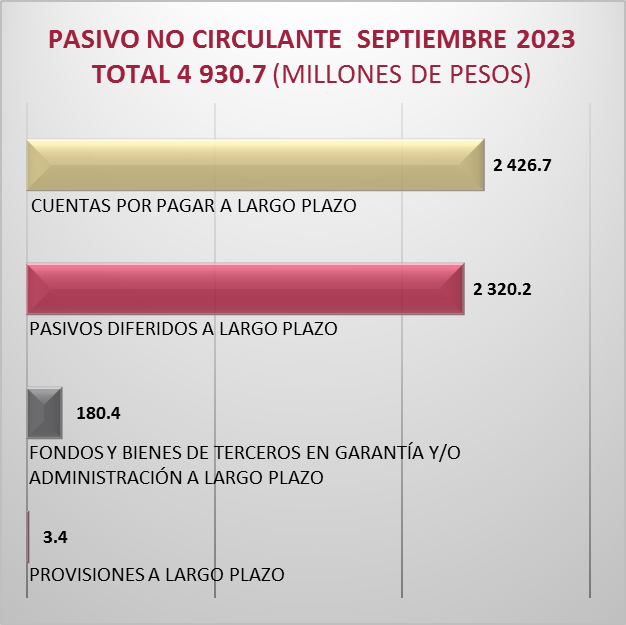 PASIVO NO CIRCULANTE SEPTIEMBRE 2023
TOTAL 4 930.7 (MILLONES DE PESOS)
2 426.7
CUENTAS POR PAGAR A LARGO PLAZO
2 320.2
PASIVOS DIFERIDOS A LARGO PLAZO
180.4
FONDOS Y BIENES DE TERCEROS EN GARANTÍA Y/O
ADMINISTRACIÓN A LARGO PLAZO
3.4
PROVISIONES A LARGO PLAZO